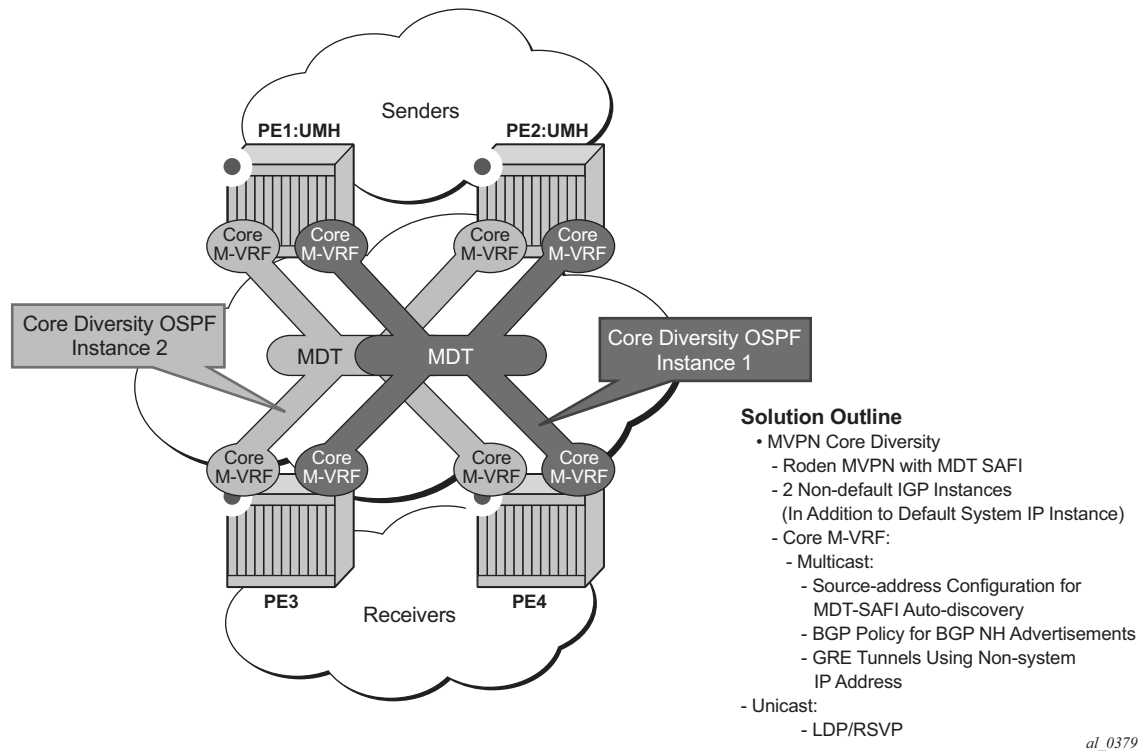 Senders
PE1:UMH
PE2:UMH
Core
M-VRF
Core
M-VRF
Core
M-VRF
Core
M-VRF
Core Diversity OSPF
Instance 2
MDT
MDT
Core Diversity OSPF
Instance 1
Core
M-VRF
Core
M-VRF
Core
M-VRF
Core
M-VRF
PE3
PE4
Receivers
Solution Outline
• MVPN Core Diversity
- Roden MVPN with MDT SAFI
- 2 Non-default IGP Instances
(In Addition to Default System IP Instance)
- Core M-VRF:
- Multicast:
- Source-address Configuration for
MDT-SAFI Auto-discovery
- BGP Policy for BGP NH Advertisements
- GRE Tunnels Using Non-system
IP Address
- Unicast:
- LDP/RSVP
al_0379